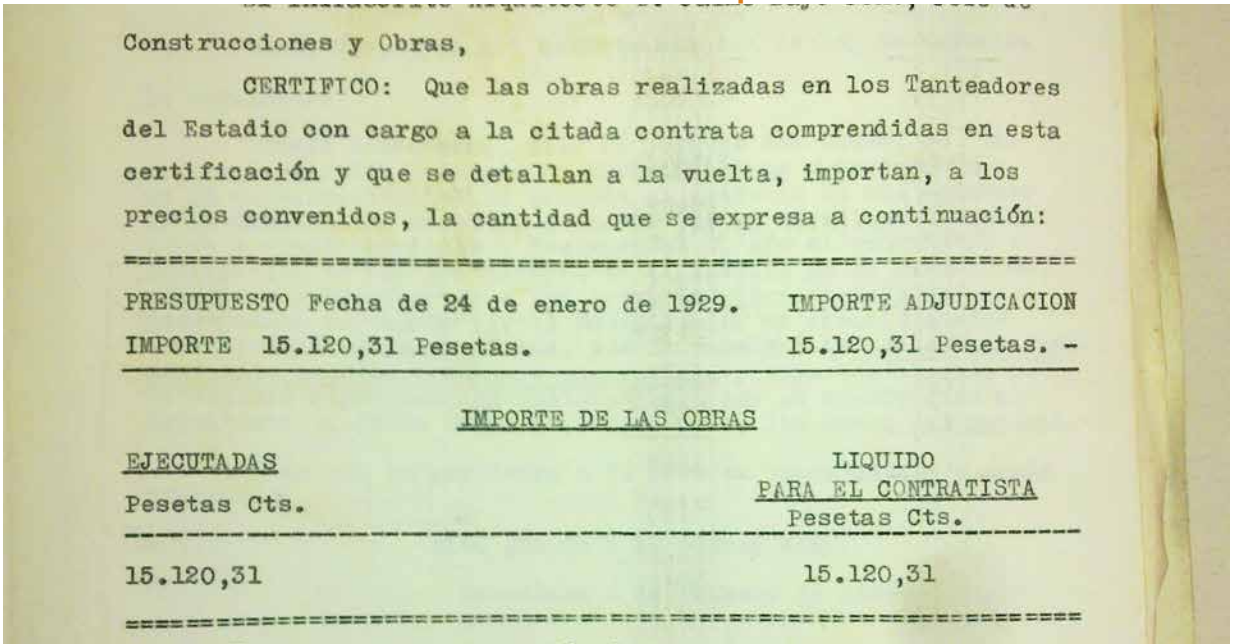 Construcciones y Obras,
CERTIFICO: Que las obras realizadas en los Tanteadores
del Estadio con cargo a la citada contrata comprendidas en esta
certificación y que se detallan a la vuelta, importan, a los
precios convenidos, la cantidad que se expresa a continuación:
PRESUPUESTO Fecha de 24 de enero de 1929. IMPORTE ADJUDICACION
IMPORTE 15.120,31 Pesetas. 15.120,31 Pesetas. -
IMPORTE DE LAS OBRAS
EJECUTADAS
Pesetas Cts.
LIQUIDO
PARA EL CONTRATISTA
Pesetas Cts.
15.120,31 15.120,31